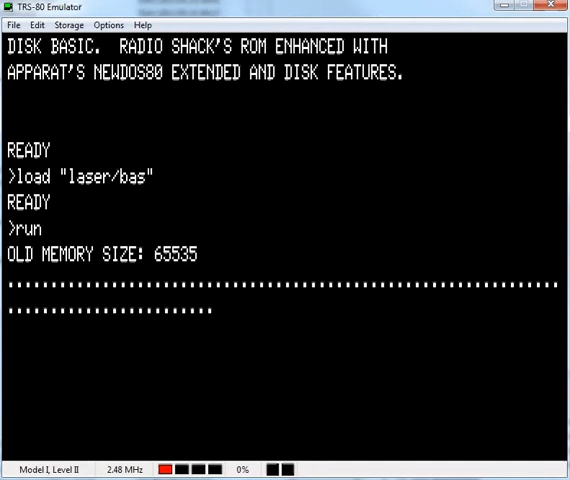 TRS-80 Emulator
File Edit Storage Options Help
DISK BASIC. RADIO SHACK'S ROM ENHANCED WITH
APPARAT'S NEWDOS80 EXTENDED AND DISK FEATURES.
READY
>load "laser/bas"
READY
>run
OLD MEMORY SIZE: 65535
................................................................
........................
Model I, Level II 2.48 MHz 0%